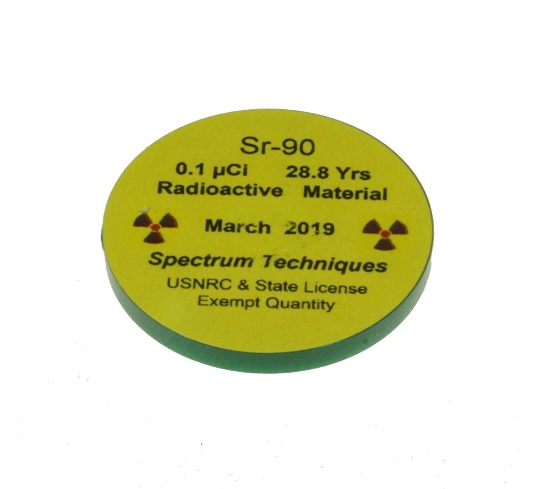 Sr-90
0.1 µCi 28.8 Yrs
Radioactive Material
March 2019
Spectrum Techniques
USNRC & State License
Exempt Quantity